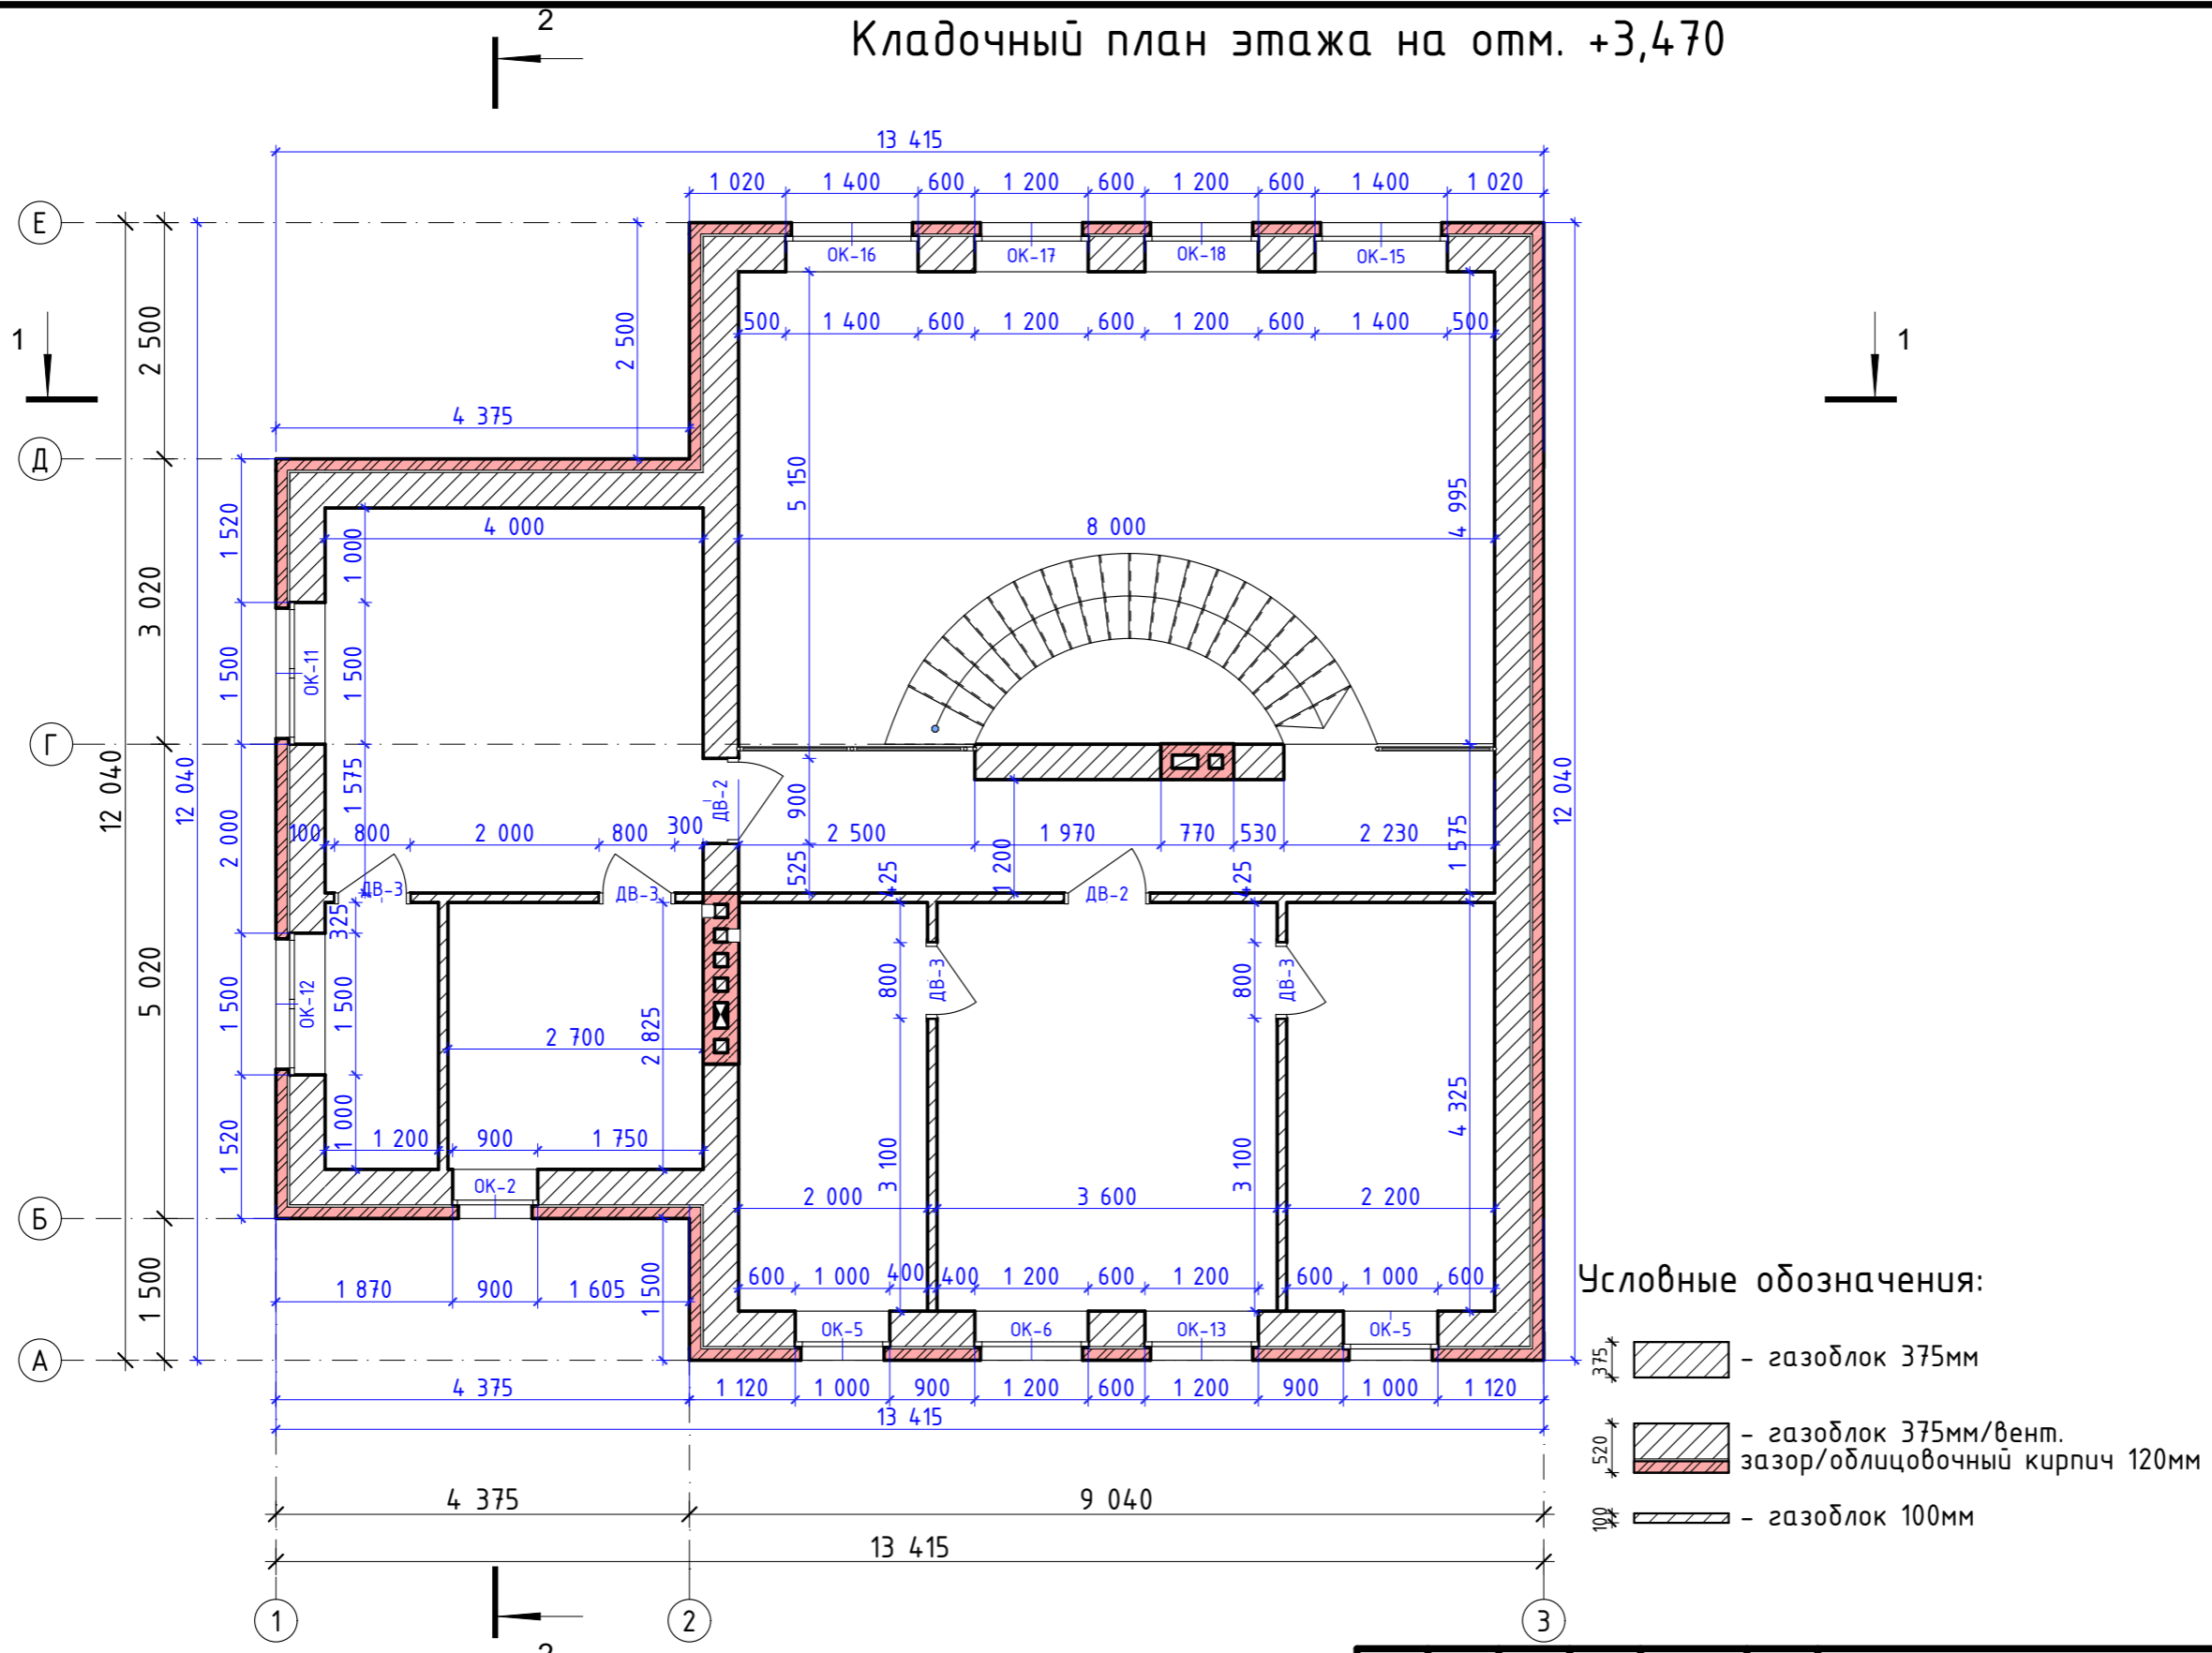 2
Кладочный план этажа на отм. +3,470
13 415
1 020 1 400 600 1 200 600 1 200 600 1 400 1 020
Е
ОК-16 ОК-17 ОК-18 ОК-15
500 1 400 600 1 200 600 1 200 600 1 400 500
1 1
2 500 2 500
4 375
Д
5 150 4 995
1 520 1 000
4 000 8 000
3 020
1 500 ОК-11 1 500
Г
12 040 12 040 1 575 900 ДВ-2 12 040
2 000 100 800 2 000 800 300 2 500 1 970 770 530 2 230
525 425 1 200 425 1 575
ДВ-3 ДВ-3 ДВ-2
325
5 020
1 500 ОК-12 1 500 800 ДВ-3 800 ДВ-3
2 700 2 825
4 325
1 520 1 000 1 200 900 1 750
3 100 3 100
ОК-2
2 000 3 600 2 200
Б
1 500 1 870 900 1 605 1 500
600 1 000 400 400 1 200 600 1 200 600 1 000 600
Условные обозначения:
ОК-5 ОК-6 ОК-13 ОК-5
А
375 - газоблок 375мм
4 375 1 120 1 000 900 1 200 600 1 200 900 1 000 1 120
13 415
520 - газоблок 375мм/вент.
зазор/облицовочный кирпич 120мм
4 375 9 040
100 - газоблок 100мм
13 415
1 2 3
2